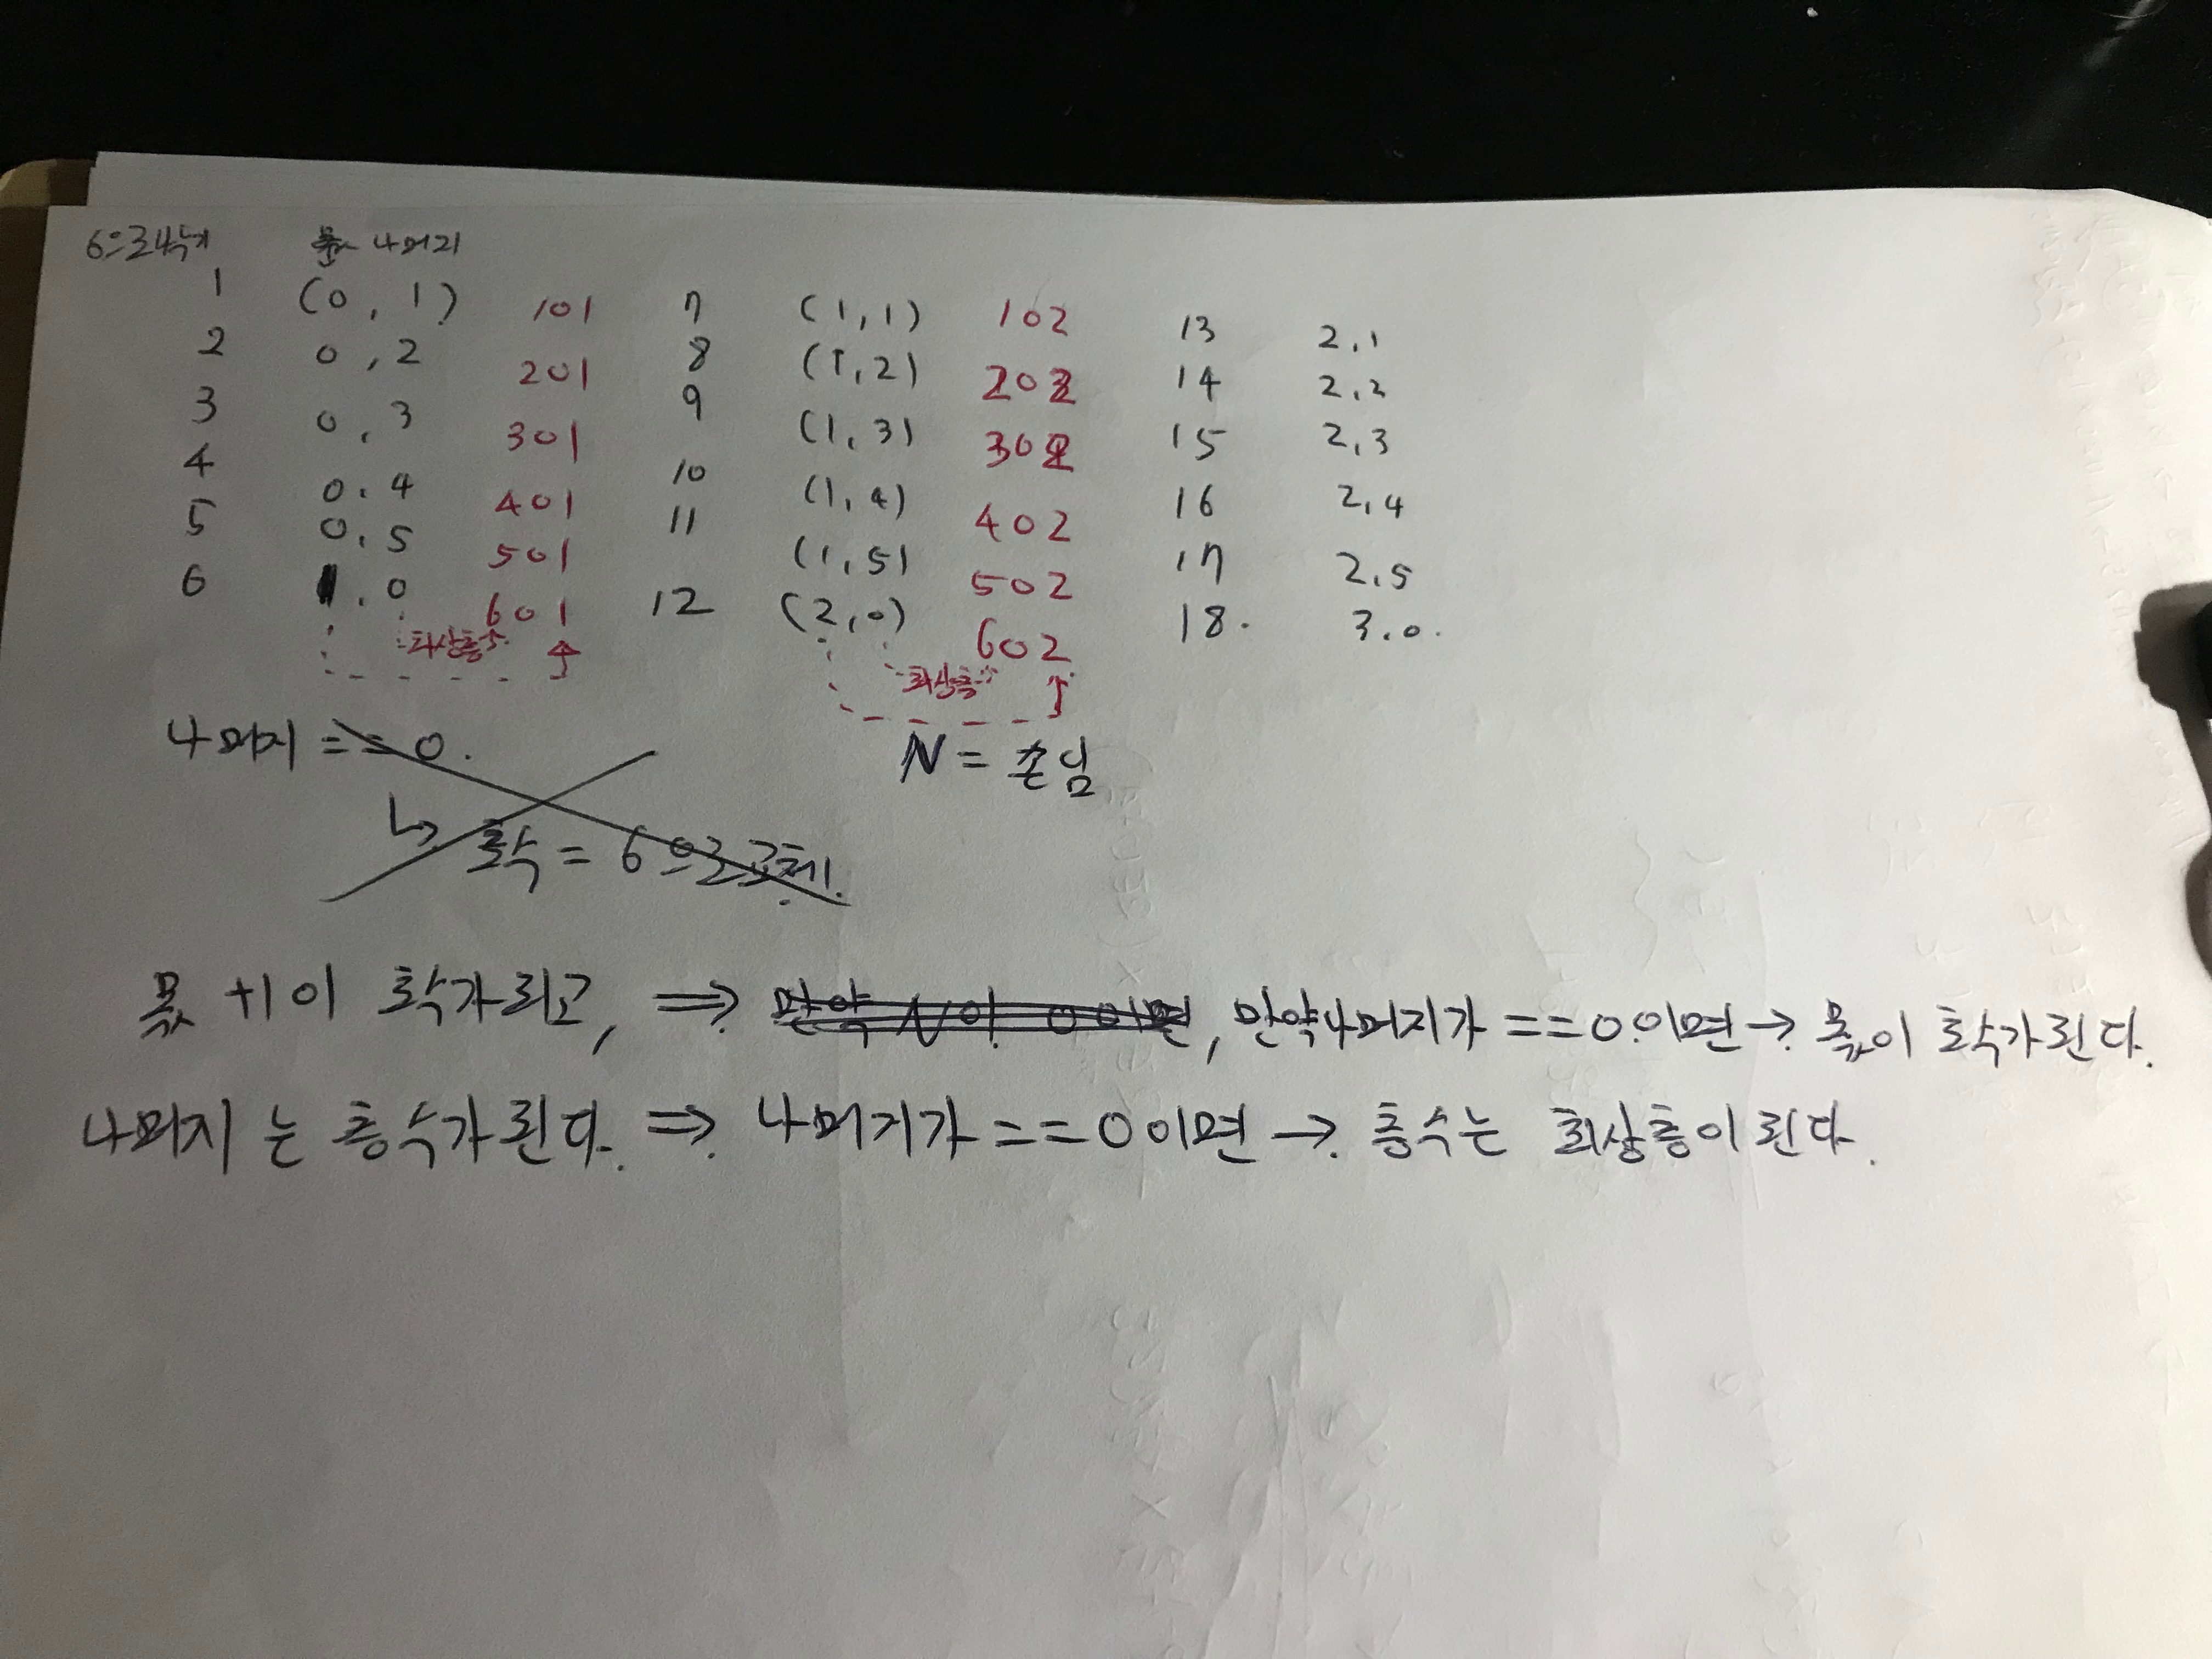 6으로나누기 몫 나머지
1 (0, 1) 101 7 (1, 1) 102 13 2, 1
2 0, 2 201 8 (1, 2) 202 14 2, 2
3 0, 3 301 9 (1, 3) 302 15 2, 3
4 0, 4 401 10 (1, 4) 402 16 2, 4
5 0, 5 501 11 (1, 5) 502 17 2, 5
6 1, 0 601 12 (2, 0) 602 18. 3, 0.
최상층↑ 최상층↑
나머지 == 0. N = 손님
↳ 호수 = 6으로 교체.
몫 +1 이 호수가 되고, ⇒ 만약 N이 0이면, 만약 나머지가 == 0.이면 → 몫이 호수가 된다.
나머지는 층수가 된다. ⇒ 나머지가 == 0이면 → 층수는 최상층이 된다.